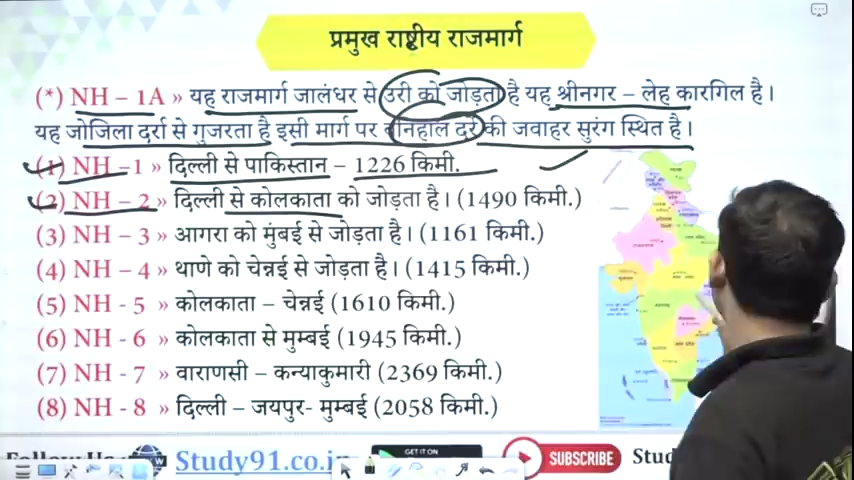 प्रमुख राष्ट्रीय राजमार्ग
(*) NH – 1A » यह राजमार्ग जालंधर से उरी को जोड़ता है यह श्रीनगर – लेह कारगिल है।
यह जोजिला दर्रा से गुजरता है इसी मार्ग पर बनिहाल दर्रे की जवाहर सुरंग स्थित है।
(1) NH –1 » दिल्ली से पाकिस्तान – 1226 किमी.
(2) NH – 2 » दिल्ली से कोलकाता को जोड़ता है। (1490 किमी.)
(3) NH – 3 » आगरा को मुंबई से जोड़ता है। (1161 किमी.)
(4) NH – 4 » थाणे को चेन्नई से जोड़ता है। (1415 किमी.)
(5) NH - 5 » कोलकाता – चेन्नई (1610 किमी.)
(6) NH - 6 » कोलकाता से मुम्बई (1945 किमी.)
(7) NH - 7 » वाराणसी – कन्याकुमारी (2369 किमी.)
(8) NH - 8 » दिल्ली – जयपुर- मुम्बई (2058 किमी.)
Study91.co.in
GET IT ON
SUBSCRIBE